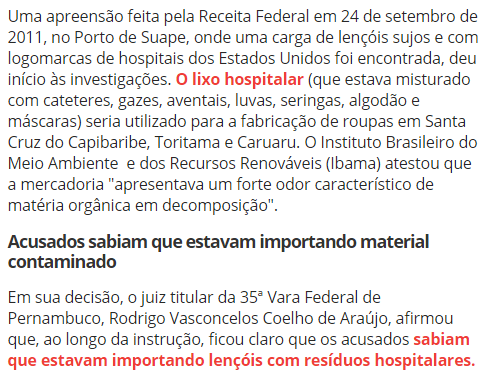 Uma apreensão feita pela Receita Federal em 24 de setembro de
2011, no Porto de Suape, onde uma carga de lençóis sujos e com
logomarcas de hospitais dos Estados Unidos foi encontrada, deu
início às investigações. O lixo hospitalar (que estava misturado
com cateteres, gazes, aventais, luvas, seringas, algodão e
máscaras) seria utilizado para a fabricação de roupas em Santa
Cruz do Capibaribe, Toritama e Caruaru. O Instituto Brasileiro do
Meio Ambiente e dos Recursos Renováveis (Ibama) atestou que
a mercadoria "apresentava um forte odor característico de
matéria orgânica em decomposição".
Acusados sabiam que estavam importando material
contaminado
Em sua decisão, o juiz titular da 35ª Vara Federal de
Pernambuco, Rodrigo Vasconcelos Coelho de Araújo, afirmou
que, ao longo da instrução, ficou claro que os acusados sabiam
que estavam importando lençóis com resíduos hospitalares.